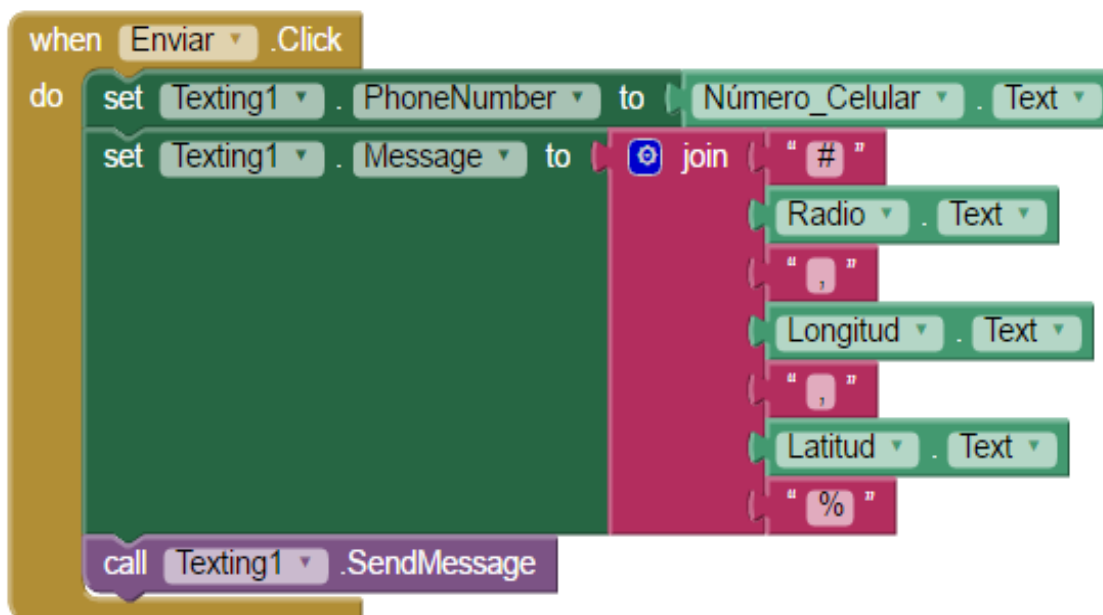 when Enviar .Click
do set Texting1 . PhoneNumber to Número_Celular . Text
set Texting1 . Message to join " # "
Radio . Text
" , "
Longitud . Text
" , "
Latitud . Text
" % "
call Texting1 .SendMessage